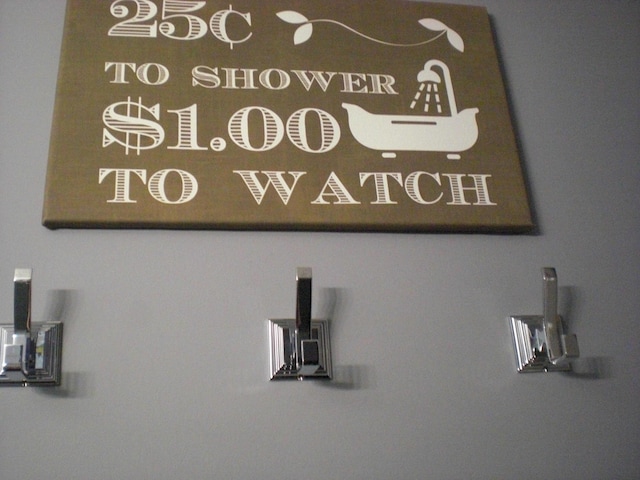 25¢
TO SHOWER
$1.00
TO WATCH